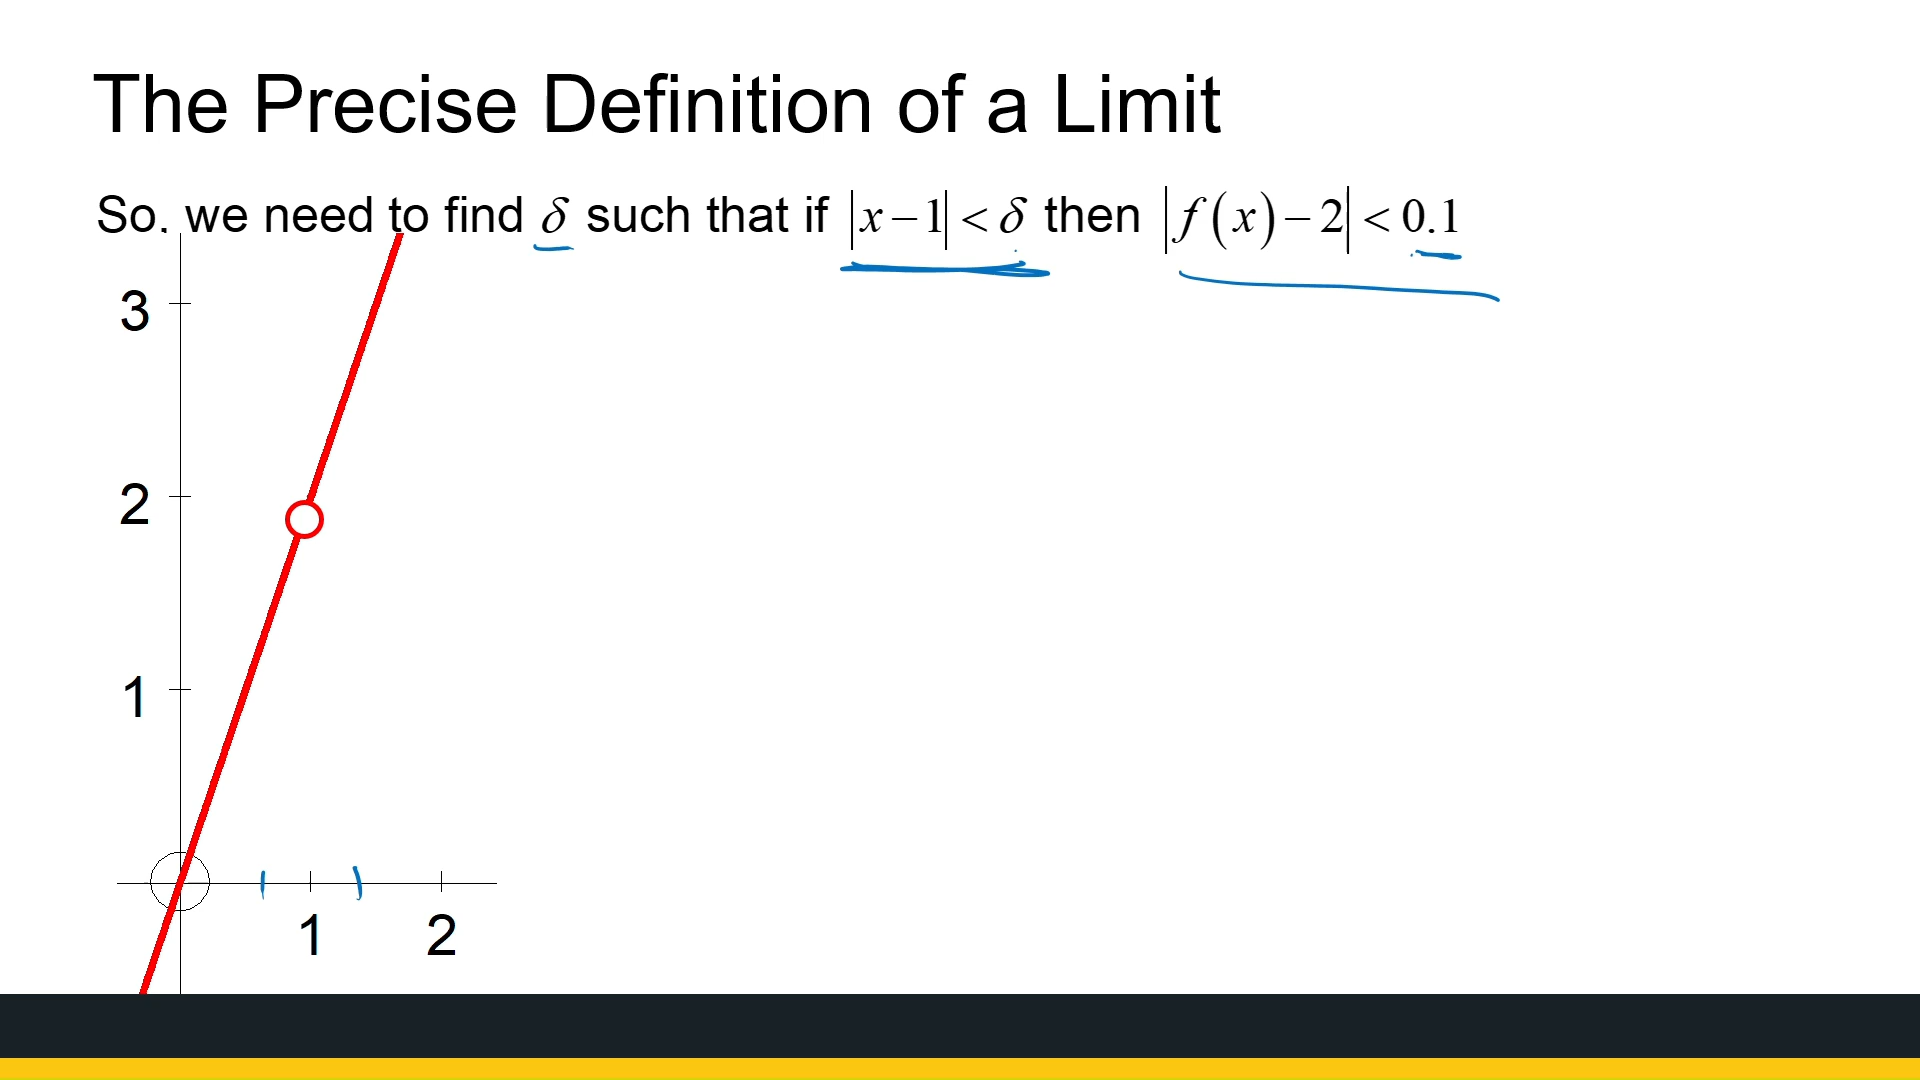 The Precise Definition of a Limit
So, we need to find δ such that if |x−1| < δ then |f(x)−2| < 0.1
3
2
1
1 2